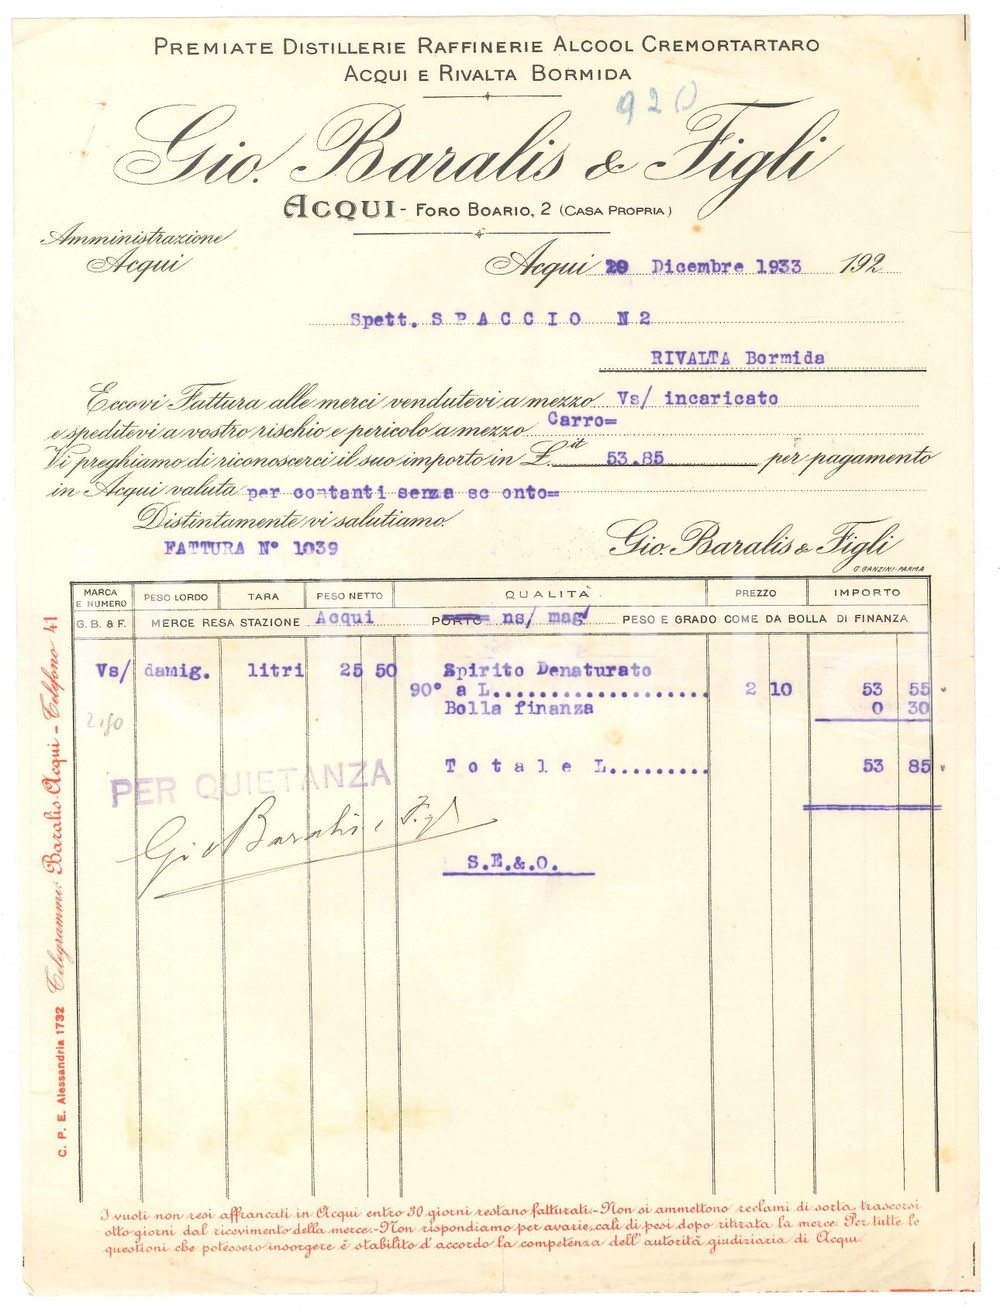 PREMIATE DISTILLERIE RAFFINERIE ALCOOL CREMORTARTARO
ACQUI E RIVALTA BORMIDA
920
Gio. Baralis & Figli
ACQUI - FORO BOARIO, 2 (CASA PROPRIA)
Amministrazione
Acqui
Acqui 20 Dicembre 1933 192
Spett. S P A C C I O N 2
RIVALTA Bormida
Eccovi Fattura alle merci vendutevi a mezzo Vs/ incaricato
e speditevi a vostro rischio e pericolo a mezzo Carro=
Vi preghiamo di riconoscerci il suo importo in £it 53.85 per pagamento
in Acqui valuta per contanti senza sc onto=
Distintamente vi salutiamo
FATTURA N° 1039
Gio. Baralis & Figli
G. GANZINI-PARMA
MARCA E NUMERO PESO LORDO TARA PESO NETTO QUALITÀ PREZZO IMPORTO
G. B. & F. MERCE RESA STAZIONE Acqui PORTO ns/ mag' PESO E GRADO COME DA BOLLA DI FINANZA
Vs/ damig. litri 25 50 Spirito Denaturato
90° a L.................... 2 10 53 55
Bolla finanza 0 30
2.50
T o t a l e L......... 53 85
PER QUIETANZA
Gio Baralis e Figli
S.E.&.O.
C. P. E. Alessandria 1732 Telegrammi: Baralis-Acqui - Telefono 41
I vuoti non resi affrancati in Acqui entro 30 giorni restano fatturati.-Non si ammettono reclami di sorta, trascorsi
otto giorni dal ricevimento della merce.-Non rispondiamo per avarie, cali di pesi dopo ritirata la merce. Per tutte le
questioni che potessero insorgere è stabilito d'accordo la competenza dell'autorità giudiziaria di Acqui.